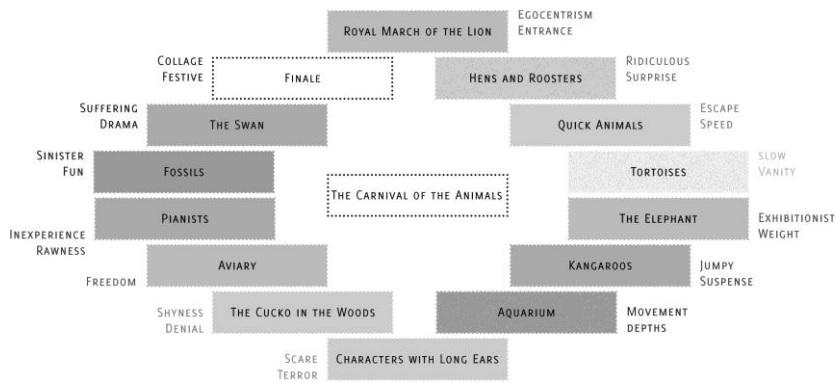 Royal March of the Lion
Egocentrism
Entrance
Collage
Festive
Finale
Hens and Roosters
Ridiculous
Surprise
Suffering
Drama
The Swan
Quick Animals
Escape
Speed
Sinister
Fun
Fossils
Tortoises
slow
Vanity
The Carnival of the Animals
Pianists
Inexperience
Rawness
The Elephant
Exhibitionist
Weight
Freedom
Aviary
Kangaroos
Jumpy
Suspense
Shyness
Denial
The Cucko in the Woods
Aquarium
Movement
depths
Scare
Terror
Characters with Long Ears